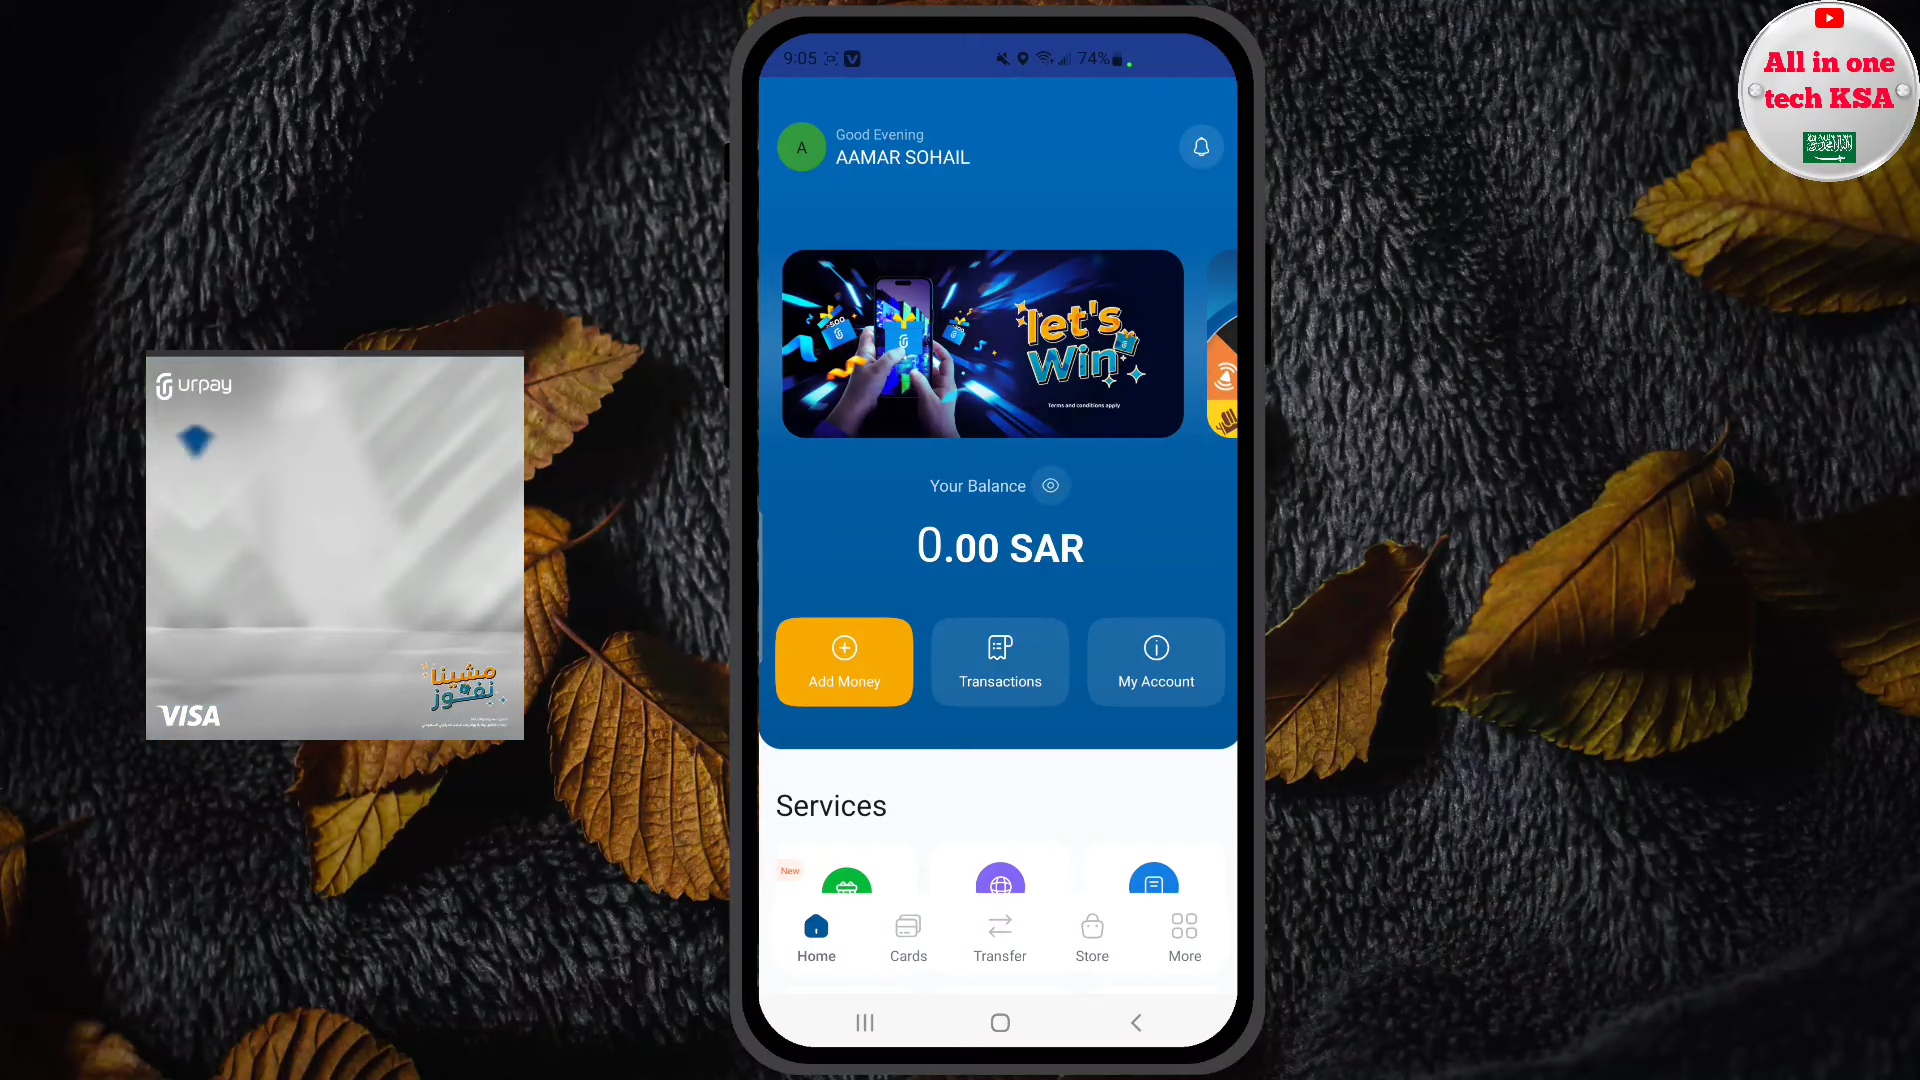 All in one
tech KSA
urpay
مشينا
نفوز
VISA
9:05
74%
A
Good Evening
AAMAR SOHAIL
let's
Win
Terms and conditions apply
Your Balance
0.00 SAR
Add Money
Transactions
My Account
Services
New
Home
Cards
Transfer
Store
More